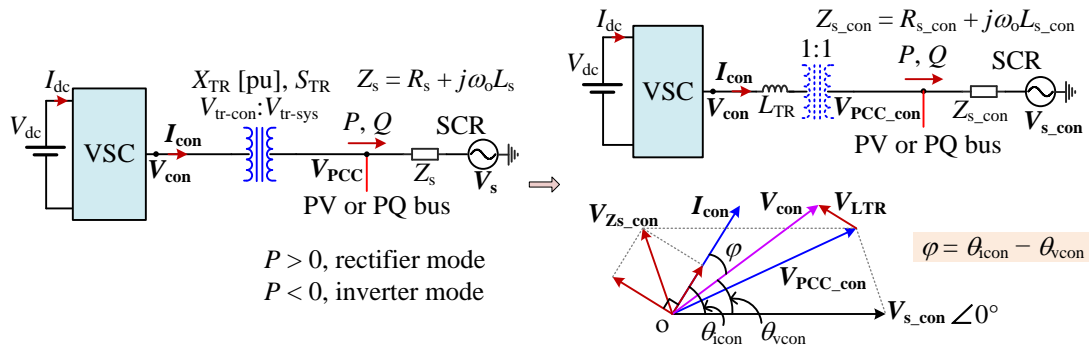 I_dc
X_TR [pu], S_TR
Z_s = R_s + jω_oL_s
V_tr-con:V_tr-sys
V_dc
VSC
I_con
V_con
P, Q
SCR
V_PCC
Z_s
V_s
PV or PQ bus
P > 0, rectifier mode
P < 0, inverter mode
I_dc
Z_s_con = R_s_con + jω_oL_s_con
1:1
V_dc
VSC
I_con
V_con
L_TR
P, Q
SCR
V_PCC_con
Z_s_con
V_s_con
PV or PQ bus
V_Zs_con
I_con
V_con
V_LTR
φ
φ = θ_icon − θ_vcon
V_PCC_con
o
θ_icon
θ_vcon
V_s_con ∠0°